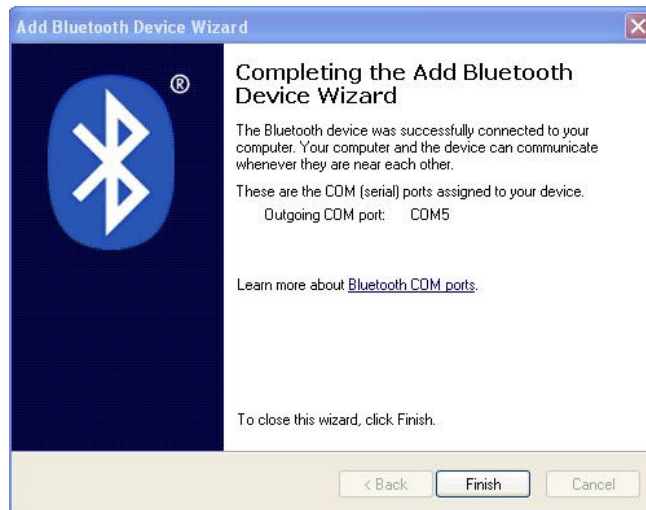 Add Bluetooth Device Wizard
®
Completing the Add Bluetooth
Device Wizard
The Bluetooth device was successfully connected to your
computer. Your computer and the device can communicate
whenever they are near each other.
These are the COM (serial) ports assigned to your device.
Outgoing COM port: COM5
Learn more about Bluetooth COM ports.
To close this wizard, click Finish.
< Back Finish Cancel